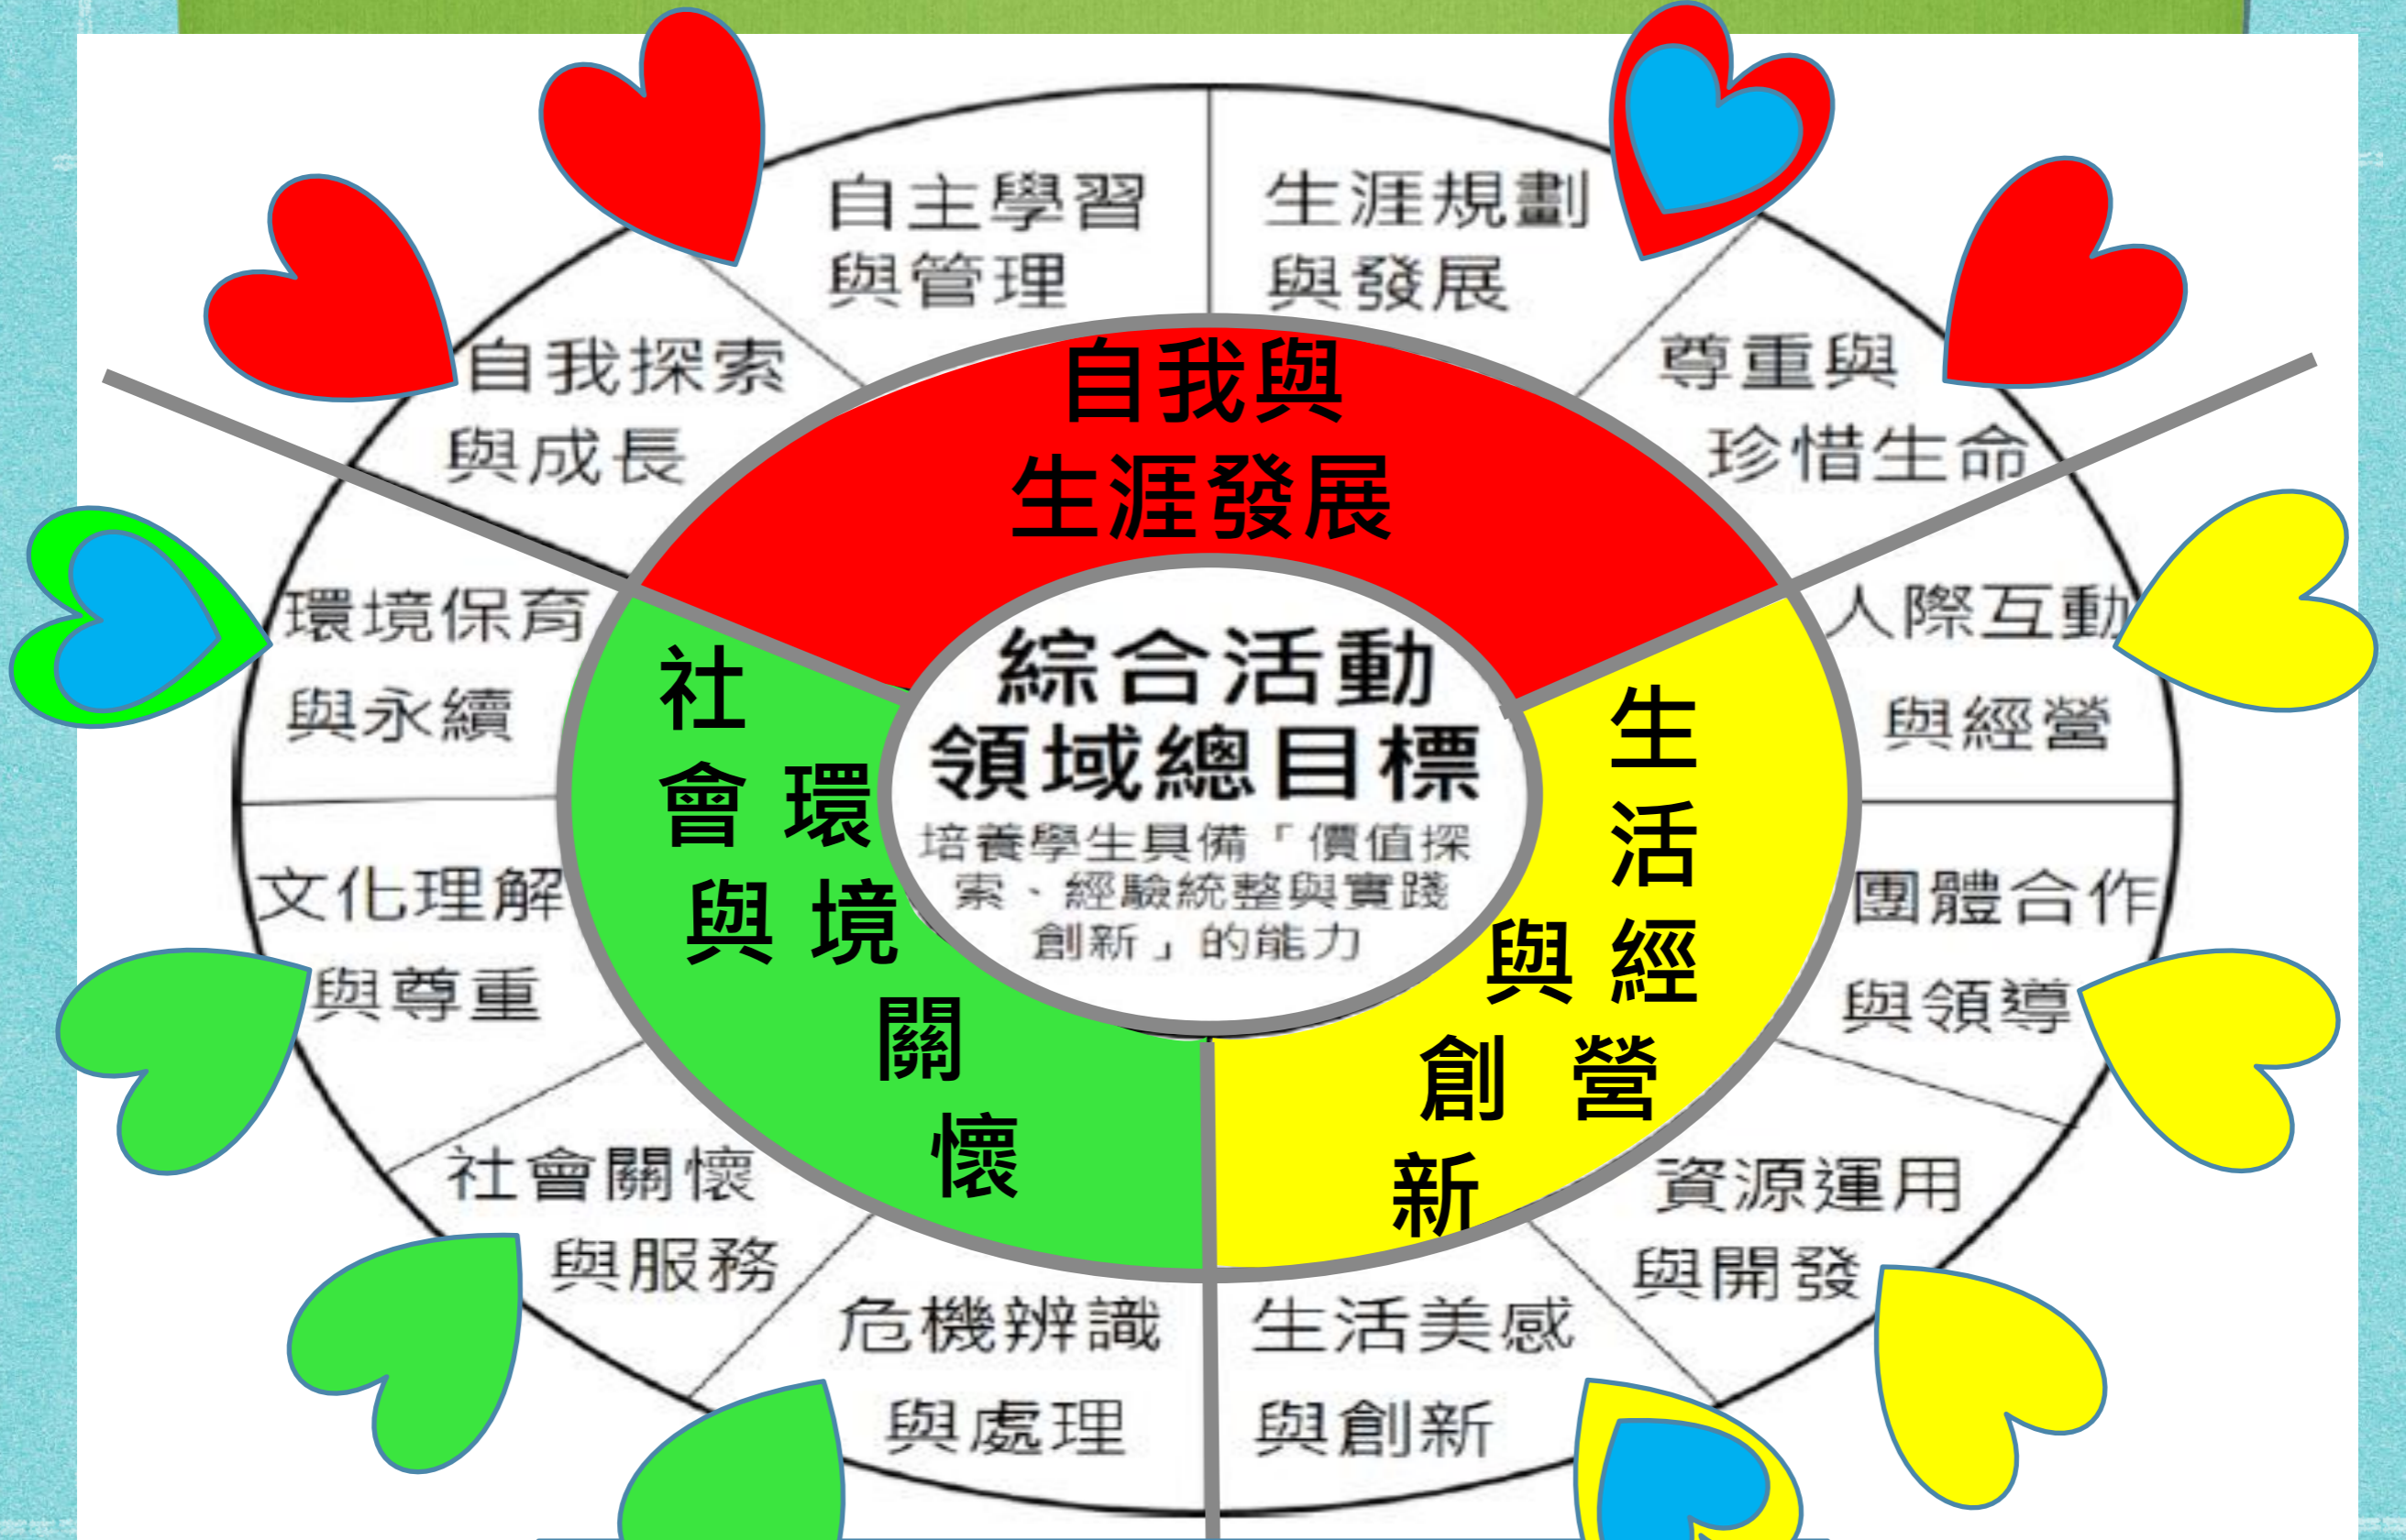 自主學習
與管理
生涯規劃
與發展
尊重與
珍惜生命
人際互動
與經營
團體合作
與領導
資源運用
與開發
生活美感
與創新
危機辨識
與處理
社會關懷
與服務
文化理解
與尊重
環境保育
與永續
自我探索
與成長
自我與
生涯發展
生活經營
與創新
社會與
環境關懷
綜合活動
領域總目標
培養學生具備「價值探
索、經驗統整與實踐
創新」的能力